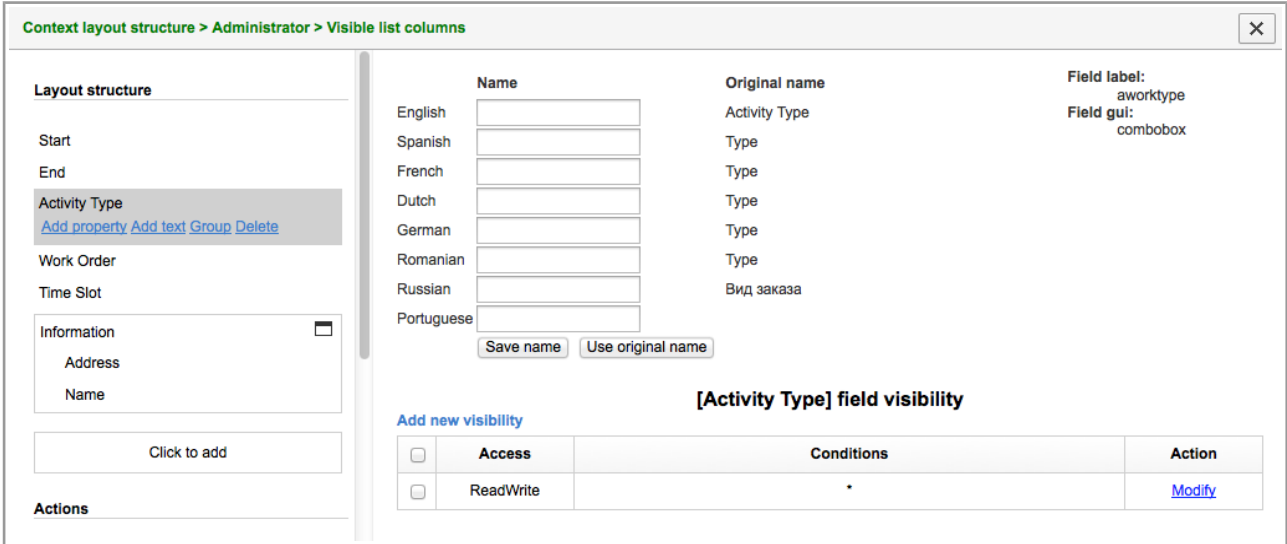 Context layout structure > Administrator > Visible list columns
Layout structure
Start
End
Activity Type
Add property Add text Group Delete
Work Order
Time Slot
Information
Address
Name
Click to add
Actions
Name Original name
English Activity Type
Spanish Type
French Type
Dutch Type
German Type
Romanian Type
Russian Вид заказа
Portuguese
Save name Use original name
Field label:
aworktype
Field gui:
combobox
[Activity Type] field visibility
Add new visibility
Access Conditions Action
ReadWrite * Modify